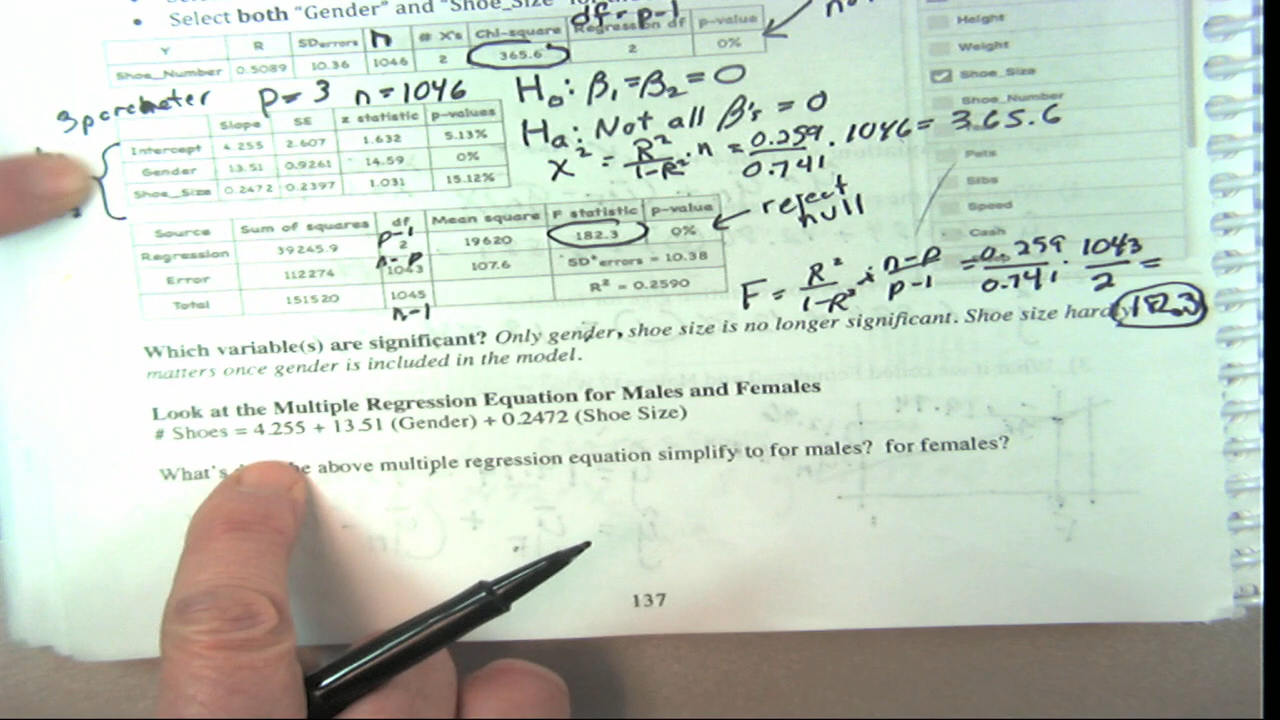 • Select both "Gender" and "Shoe_Size"
df = p-1
Y R SDerrors n # X's Chi-square Regression df p-value
Shoe_Number 0.5089 10.36 1046 2 365.6 2 0%
3 parameter p = 3 n = 1046 H₀: β₁ = β₂ = 0
Slope SE z statistic p-values
Intercept 4.255 2.607 1.632 5.13%
Gender 13.51 0.9261 14.59 0%
Shoe_Size 0.2472 0.2397 1.031 15.12%
Ha: Not all β's = 0
X² = R²/1-R² · n = 0.259/0.741 · 1046 = 365.6
Source Sum of squares df Mean square F statistic p-value
Regression 39245.9 p-1 2 19620 182.3 0%
Error 112274 n-p 1043 107.6 SD⁺errors = 10.38
Total 151520 1045 R² = 0.2590
n-1
reject
null
F = R²/1-R² · n-p/p-1 = 0.259/0.741 · 1043/2 =
182.3
Height
Weight
Shoe_Size
Shoe_Number
Pets
Sibs
Speed
Cash
Which variable(s) are significant? Only gender, shoe size is no longer significant. Shoe size hardly
matters once gender is included in the model.
Look at the Multiple Regression Equation for Males and Females
# Shoes = 4.255 + 13.51 (Gender) + 0.2472 (Shoe Size)
What's above multiple regression equation simplify to for males? for females?
137